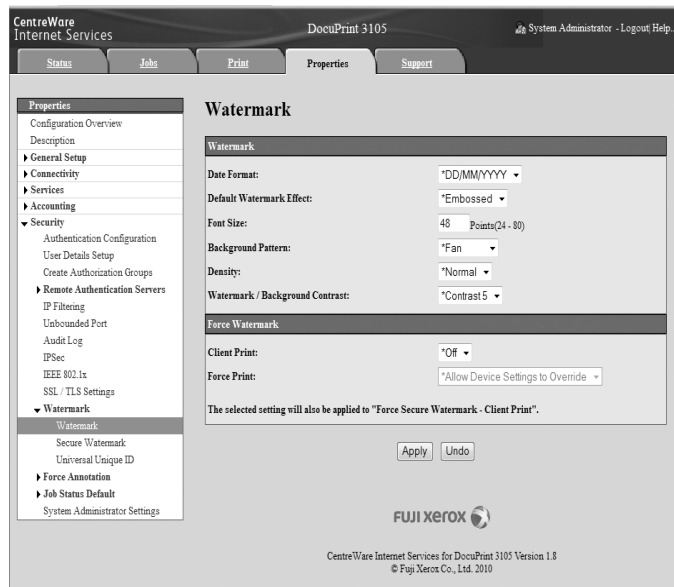 CentreWare
Internet Services
DocuPrint 3105
System Administrator - Logout| Help..
Status
Jobs
Print
Properties
Support
Properties
Configuration Overview
Description
General Setup
Connectivity
Services
Accounting
Security
Authentication Configuration
User Details Setup
Create Authorization Groups
Remote Authentication Servers
IP Filtering
Unbounded Port
Audit Log
IPSec
IEEE 802.1x
SSL / TLS Settings
Watermark
Watermark
Secure Watermark
Universal Unique ID
Force Annotation
Job Status Default
System Administrator Settings
Watermark
Watermark
Date Format: *DD/MM/YYYY
Default Watermark Effect: *Embossed
Font Size: 48 Points(24 - 80)
Background Pattern: *Fan
Density: *Normal
Watermark / Background Contrast: *Contrast 5
Force Watermark
Client Print: *Off
Force Print: *Allow Device Settings to Override
The selected setting will also be applied to "Force Secure Watermark - Client Print".
Apply Undo
FUJI xerox
CentreWare Internet Services for DocuPrint 3105 Version 1.8
© Fuji Xerox Co., Ltd. 2010